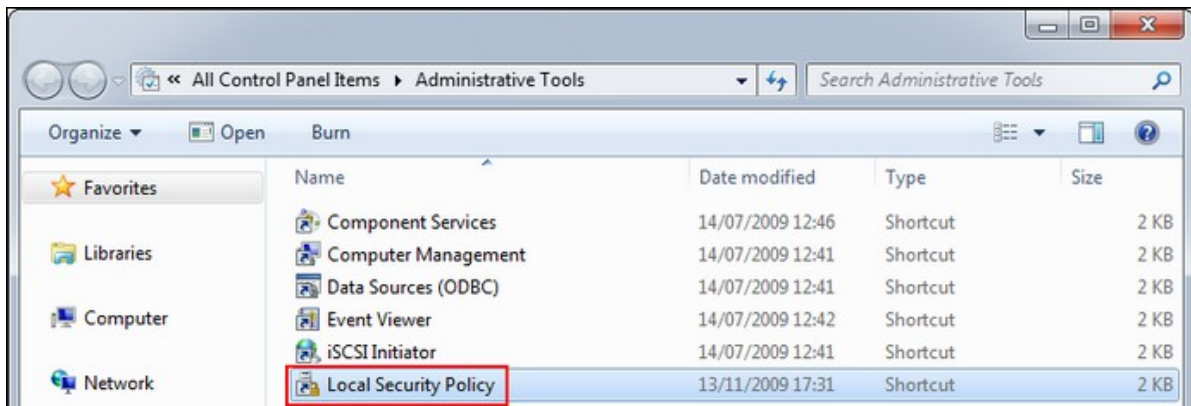 « All Control Panel Items ▸ Administrative Tools Search Administrative Tools
Organize ▾ Open Burn
Favorites
Libraries
Computer
Network
Name Date modified Type Size
Component Services 14/07/2009 12:46 Shortcut 2 KB
Computer Management 14/07/2009 12:41 Shortcut 2 KB
Data Sources (ODBC) 14/07/2009 12:41 Shortcut 2 KB
Event Viewer 14/07/2009 12:42 Shortcut 2 KB
iSCSI Initiator 14/07/2009 12:41 Shortcut 2 KB
Local Security Policy 13/11/2009 17:31 Shortcut 2 KB